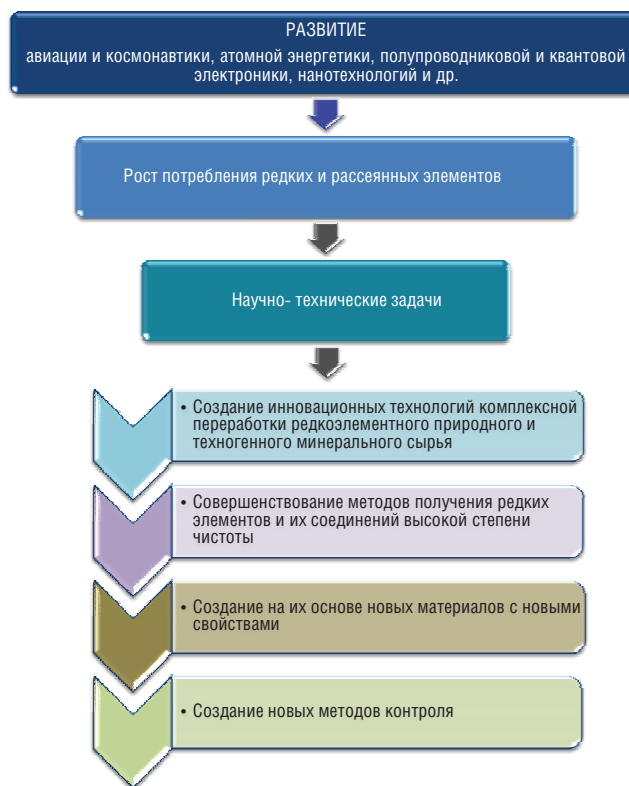 РАЗВИТИЕ
авиации и космонавтики, атомной энергетики, полупроводниковой и квантовой
электроники, нанотехнологий и др.
Рост потребления редких и рассеянных элементов
Научно- технические задачи
• Создание инновационных технологий комплексной
переработки редкоэлементного природного и
техногенного минерального сырья
• Совершенствование методов получения редких
элементов и их соединений высокой степени
чистоты
• Создание на их основе новых материалов с новыми
свойствами
• Создание новых методов контроля